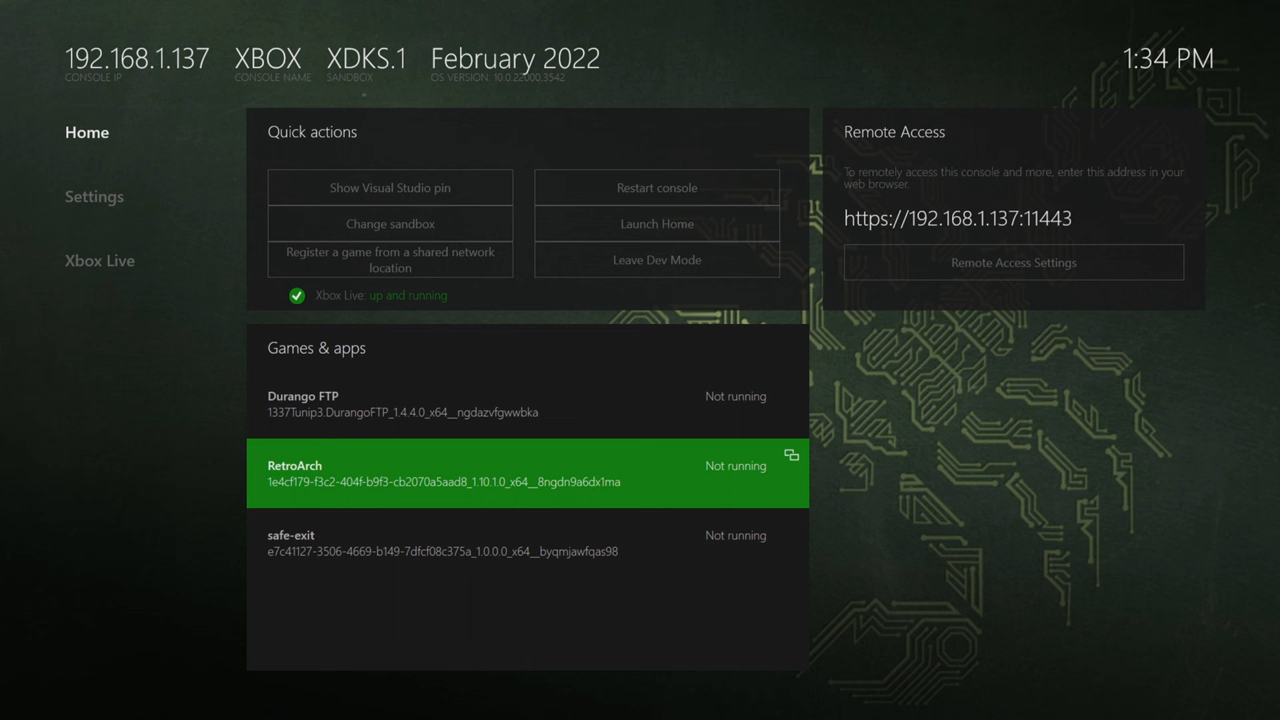 192.168.1.137 XBOX XDKS.1 February 2022 1:34 PM
CONSOLE IP CONSOLE NAME SANDBOX OS VERSION: 10.0.22000.3542
Home
Settings
Xbox Live
Quick actions
Show Visual Studio pin
Change sandbox
Register a game from a shared network
location
Restart console
Launch Home
Leave Dev Mode
Xbox Live: up and running
Remote Access
To remotely access this console and more, enter this address in your
web browser.
https://192.168.1.137:11443
Remote Access Settings
Games & apps
Durango FTP Not running
1337Tunip3.DurangoFTP_1.4.4.0_x64__ngdazvfgwwbka
RetroArch Not running
1e4cf179-f3c2-404f-b9f3-cb2070a5aad8_1.10.1.0_x64__8ngdn9a6dx1ma
safe-exit Not running
e7c41127-3506-4669-b149-7dfcf08c375a_1.0.0.0_x64__byqmjawfqas98